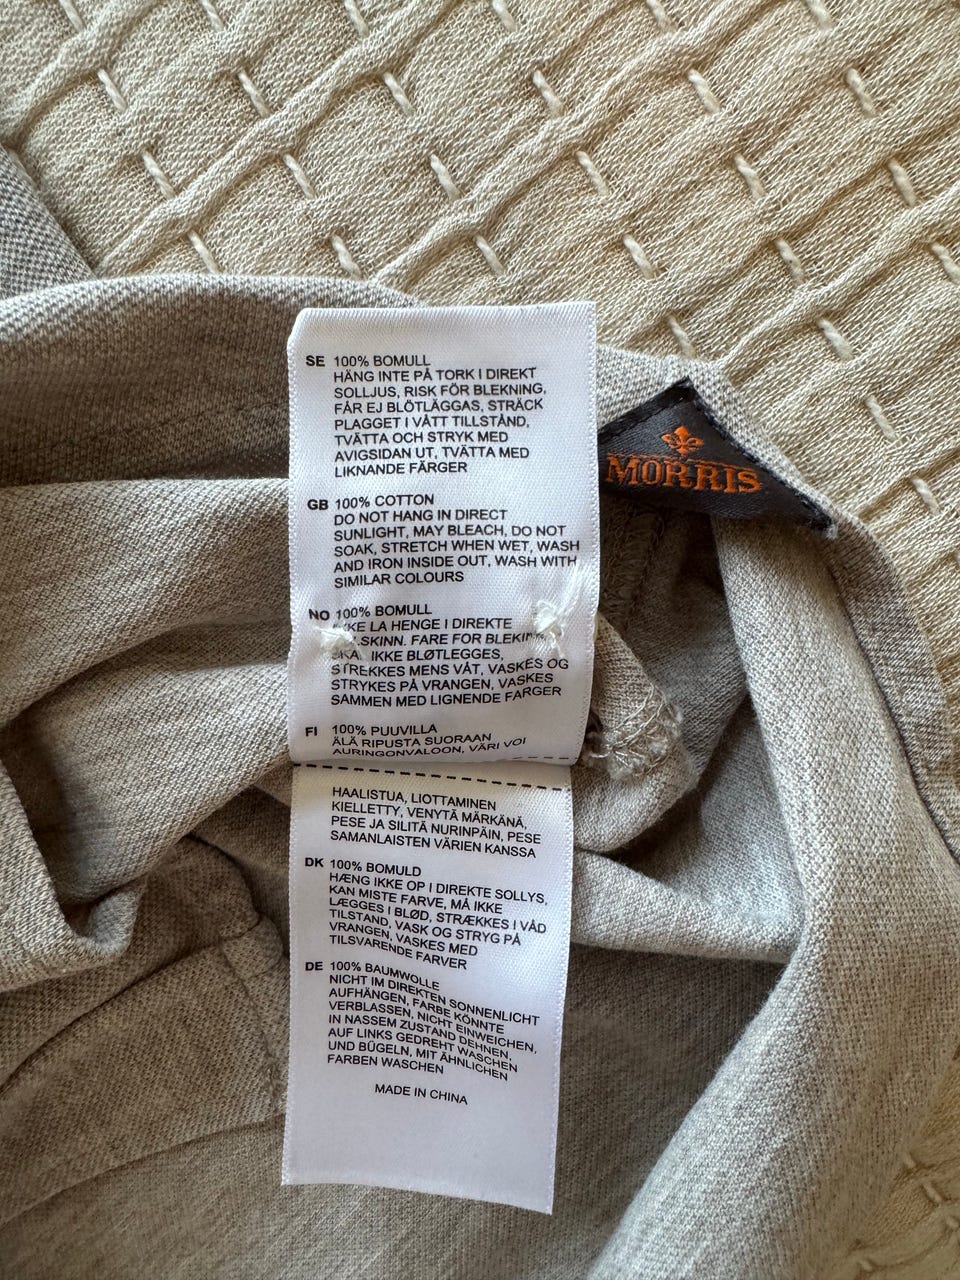 SE 100% BOMULL
HÄNG INTE PÅ TORK I DIREKT
SOLLJUS, RISK FÖR BLEKNING,
FÅR EJ BLÖTLÄGGAS, STRÄCK
PLAGGET I VÅTT TILLSTÅND,
TVÄTTA OCH STRYK MED
AVIGSIDAN UT, TVÄTTA MED
LIKNANDE FÄRGER
GB 100% COTTON
DO NOT HANG IN DIRECT
SUNLIGHT, MAY BLEACH, DO NOT
SOAK, STRETCH WHEN WET, WASH
AND IRON INSIDE OUT, WASH WITH
SIMILAR COLOURS
NO 100% BOMULL
LA HENGE I DIREKTE
FARE FOR
IKKE BLØTLEGGES,
STREKKES MENS VÅT, VASKES OG
STRYKES PÅ VRANGEN, VASKES
SAMMEN MED LIGNENDE FARGER
FI 100% PUUVILLA
ÄLÄ RIPUSTA SUORAAN
AURINGONVALOON, VÄRI VOI
HAALISTUA, LIOTTAMINEN
KIELLETTY, VENYTÄ MÄRKÄNÄ,
PESE JA SILITÄ NURINPÄIN, PESE
SAMANLAISTEN VÄRIEN KANSSA
DK 100% BOMULD
HÆNG IKKE OP I DIREKTE SOLLYS,
KAN MISTE FARVE, MÅ IKKE
LÆGGES I BLØD, STRÆKKES I VÅD
TILSTAND, VASK OG STRYG PÅ
VRANGEN, VASKES MED
TILSVARENDE FARVER
DE 100% BAUMWOLLE
NICHT IM DIREKTEN SONNENLICHT
AUFHÄNGEN, FARBE KÖNNTE
VERBLASSEN, NICHT EINWEICHEN,
IN NASSEM ZUSTAND DEHNEN,
AUF LINKS GEDREHT WASCHEN
UND BÜGELN, MIT ÄHNLICHEN
FARBEN WASCHEN
MADE IN CHINA
MORRIS